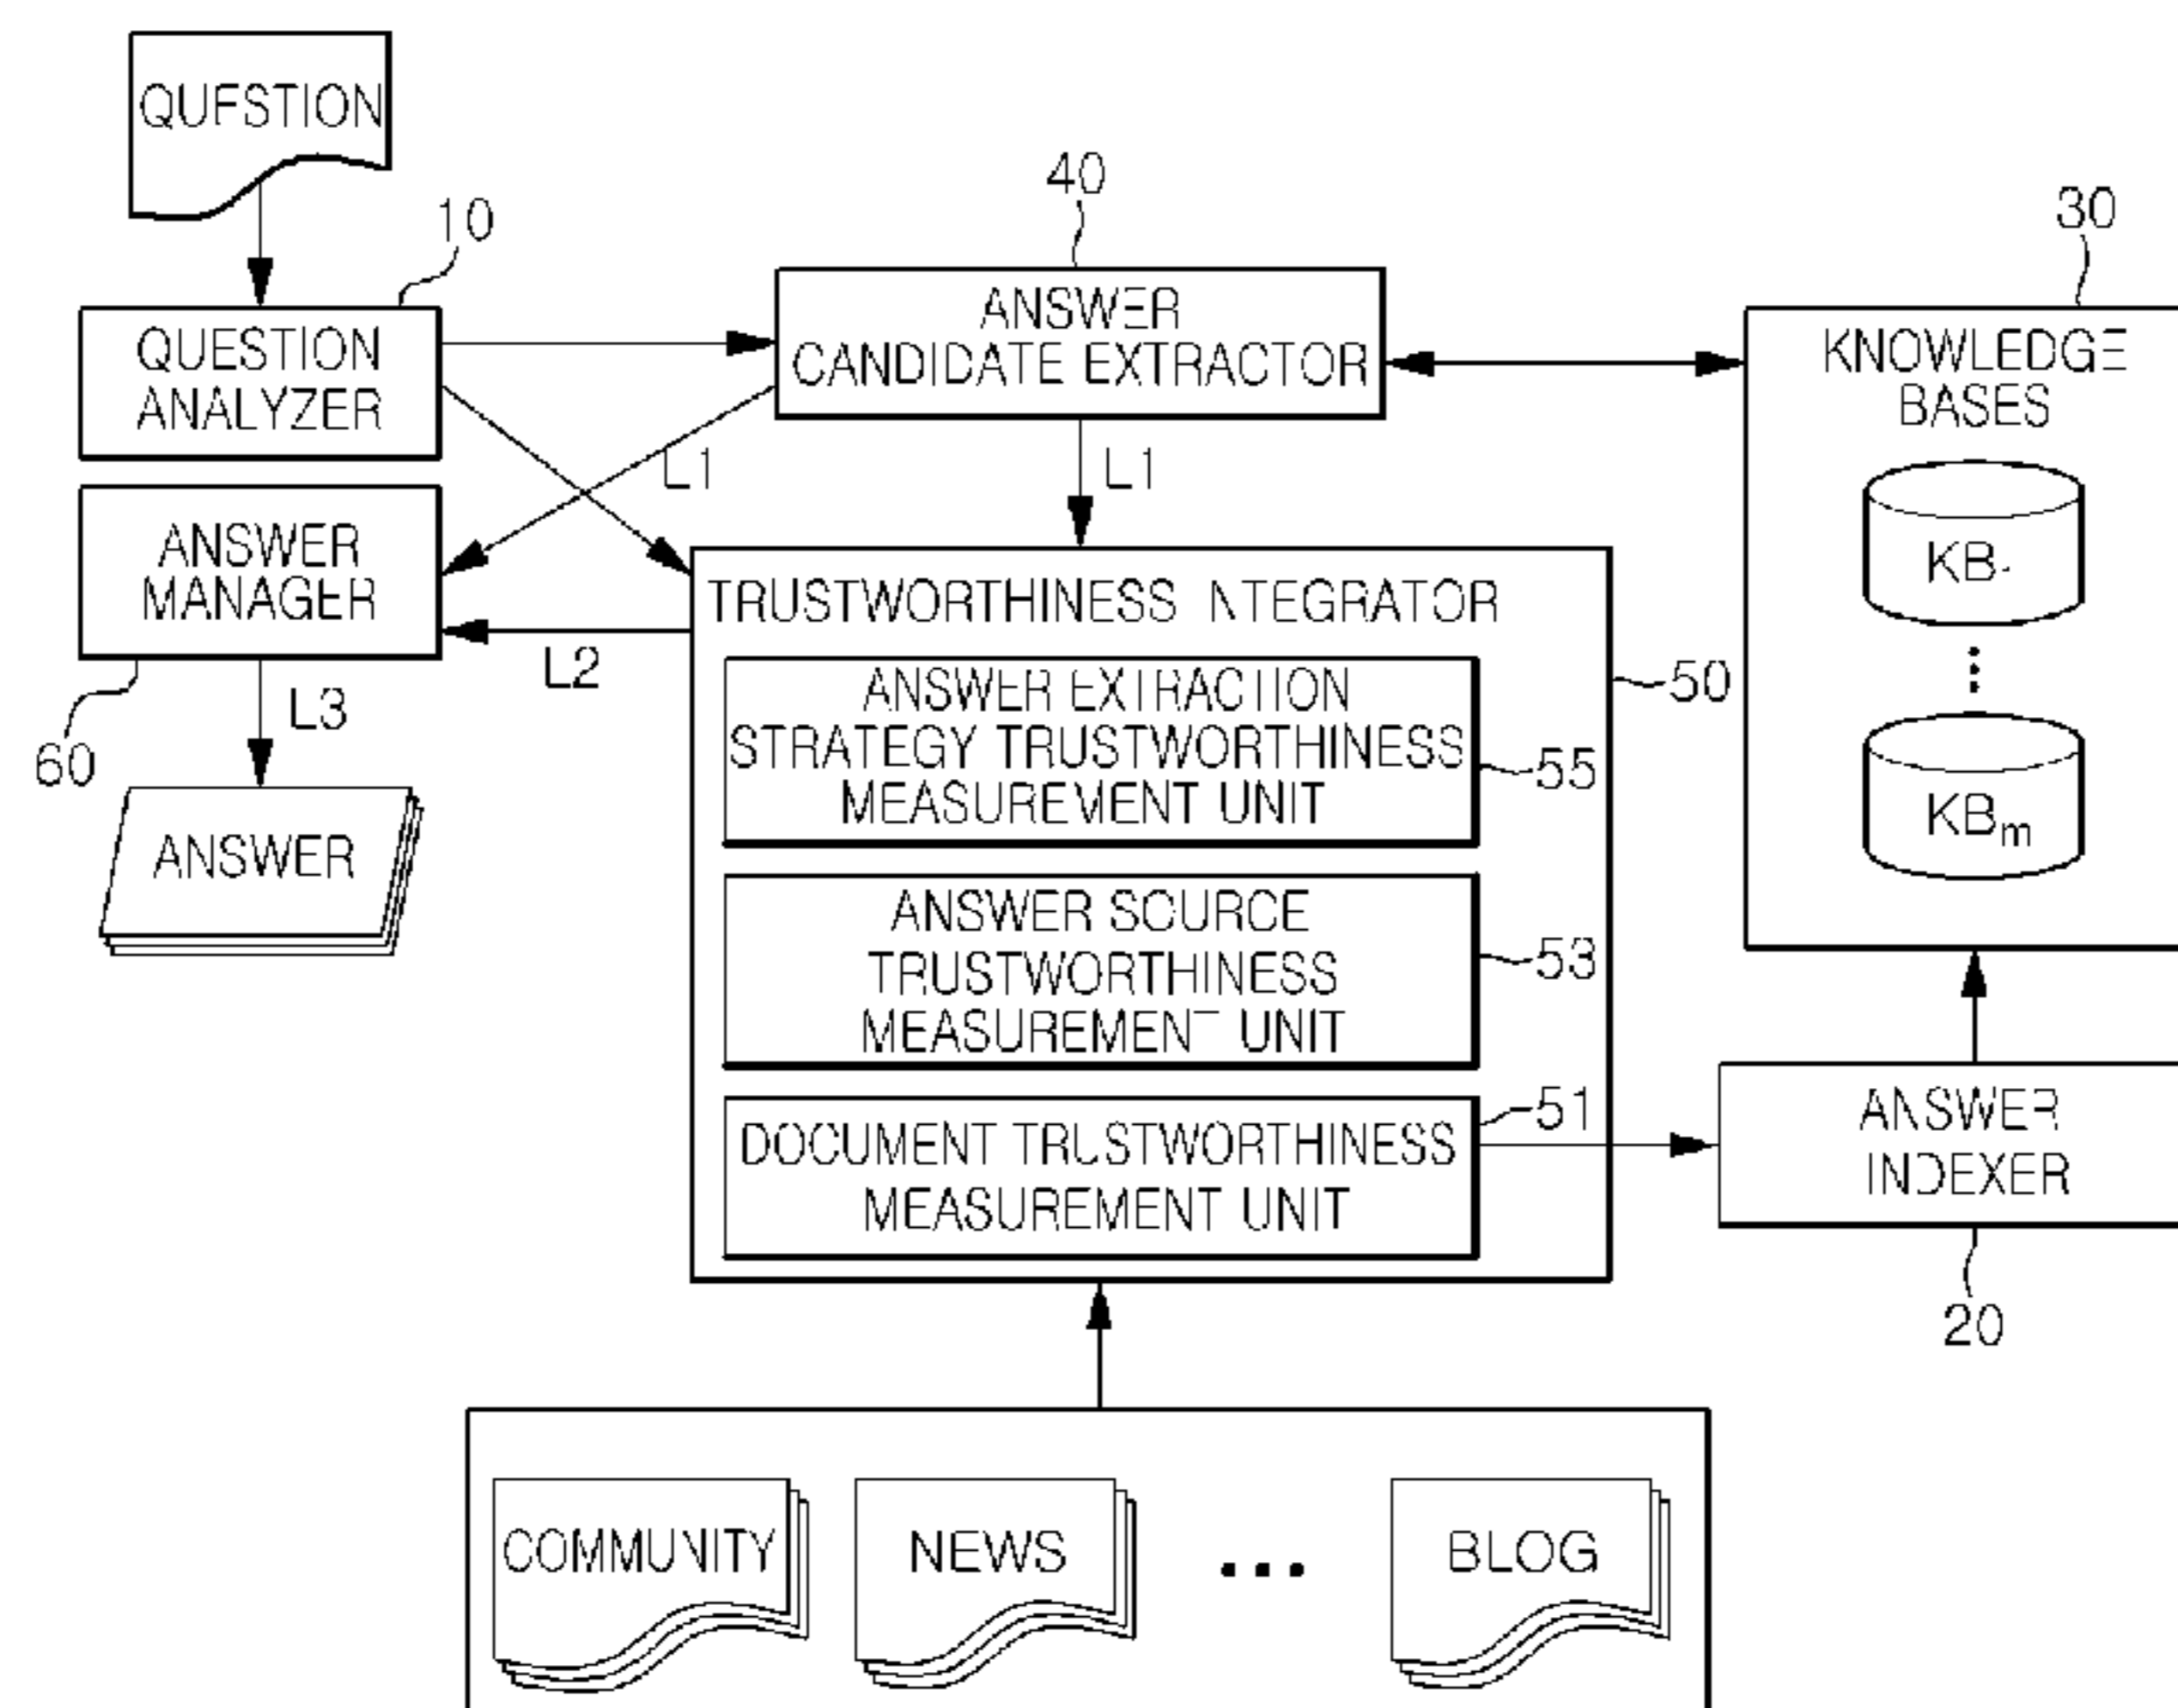 QUFSTION
10
QUESTION
ANALYZER
40
ANSWER
CANDIDATE EXTRACTOR
30
KNOWLEDGE
BASES
KB
KBm
L1
L1
ANSWER
MANAGER
60
L2
L3
ANSWER
TRUSTWORTHINESS NTEGRATOR
50
ANSWER EXTRACTION
STRATEGY TRUSTWORTHINESS
MEASUREMENT UNIT
55
ANSWER SOURCE
TRUSTWORTHINESS
MEASUREMENT UNIT
53
DOCUMENT TRUSTWORTHINESS
MEASUREMENT UNIT
51
ANSWER
INDEXER
20
COMMUNITY
NEWS
...
BLOG